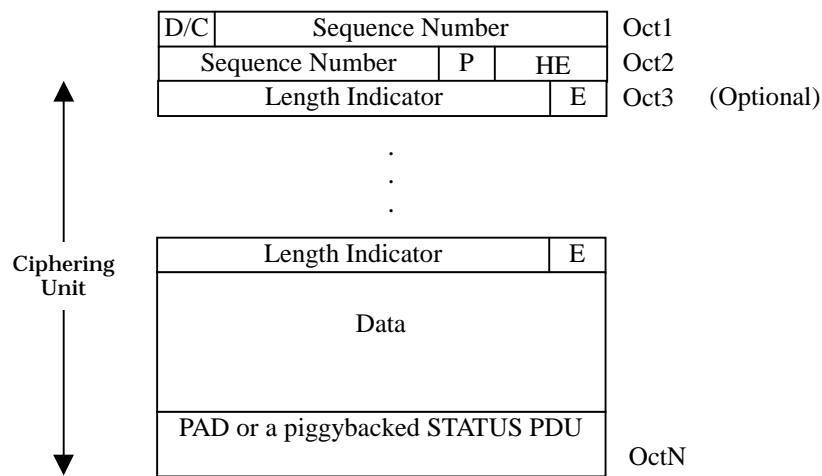 D/C Sequence Number Oct1
Sequence Number P HE Oct2
Length Indicator E Oct3 (Optional)
.
.
.
Length Indicator E
Ciphering
Unit
Data
PAD or a piggybacked STATUS PDU
OctN